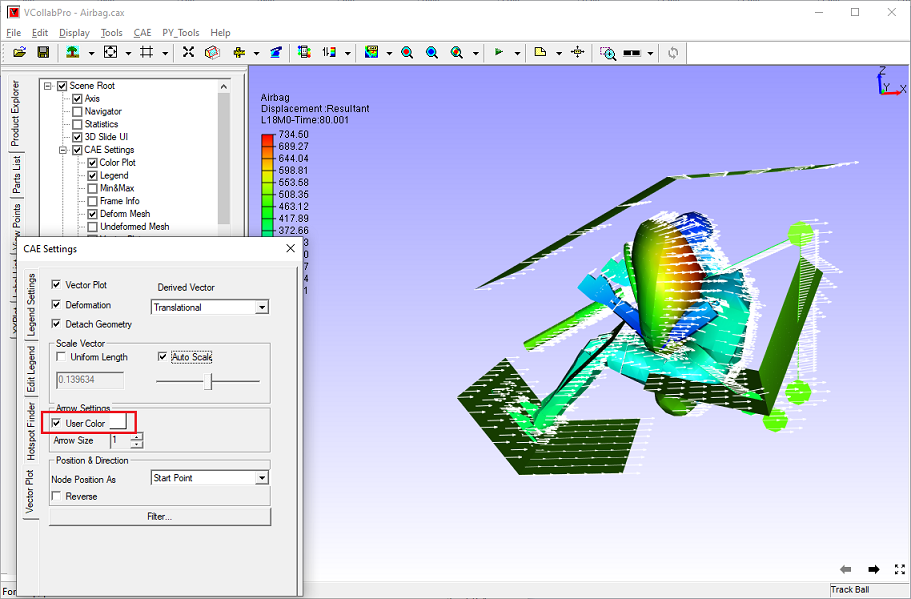 VCollabPro - Airbag.cax
File Edit Display Tools CAE PY_Tools Help
Product Explorer
Parts List
View Points
Scene Root
Axis
Navigator
Statistics
3D Slide UI
CAE Settings
Color Plot
Legend
Min&Max
Frame Info
Deform Mesh
Undeformed Mesh
Airbag
Displacement :Resultant
L18M0-Time:80.001
734.50
689.27
644.04
598.81
553.58
508.35
463.12
417.89
372.66
Z
Y
X
CAE Settings
Legend Settings
Edit Legend
Hotspot Finder
Vector Plot
Vector Plot
Derived Vector
Deformation
Translational
Detach Geometry
Scale Vector
Uniform Length
Auto Scale
0.139634
Arrow Settings
User Color
Arrow Size 1
Position & Direction
Node Position As Start Point
Reverse
Filter...
For
Track Ball